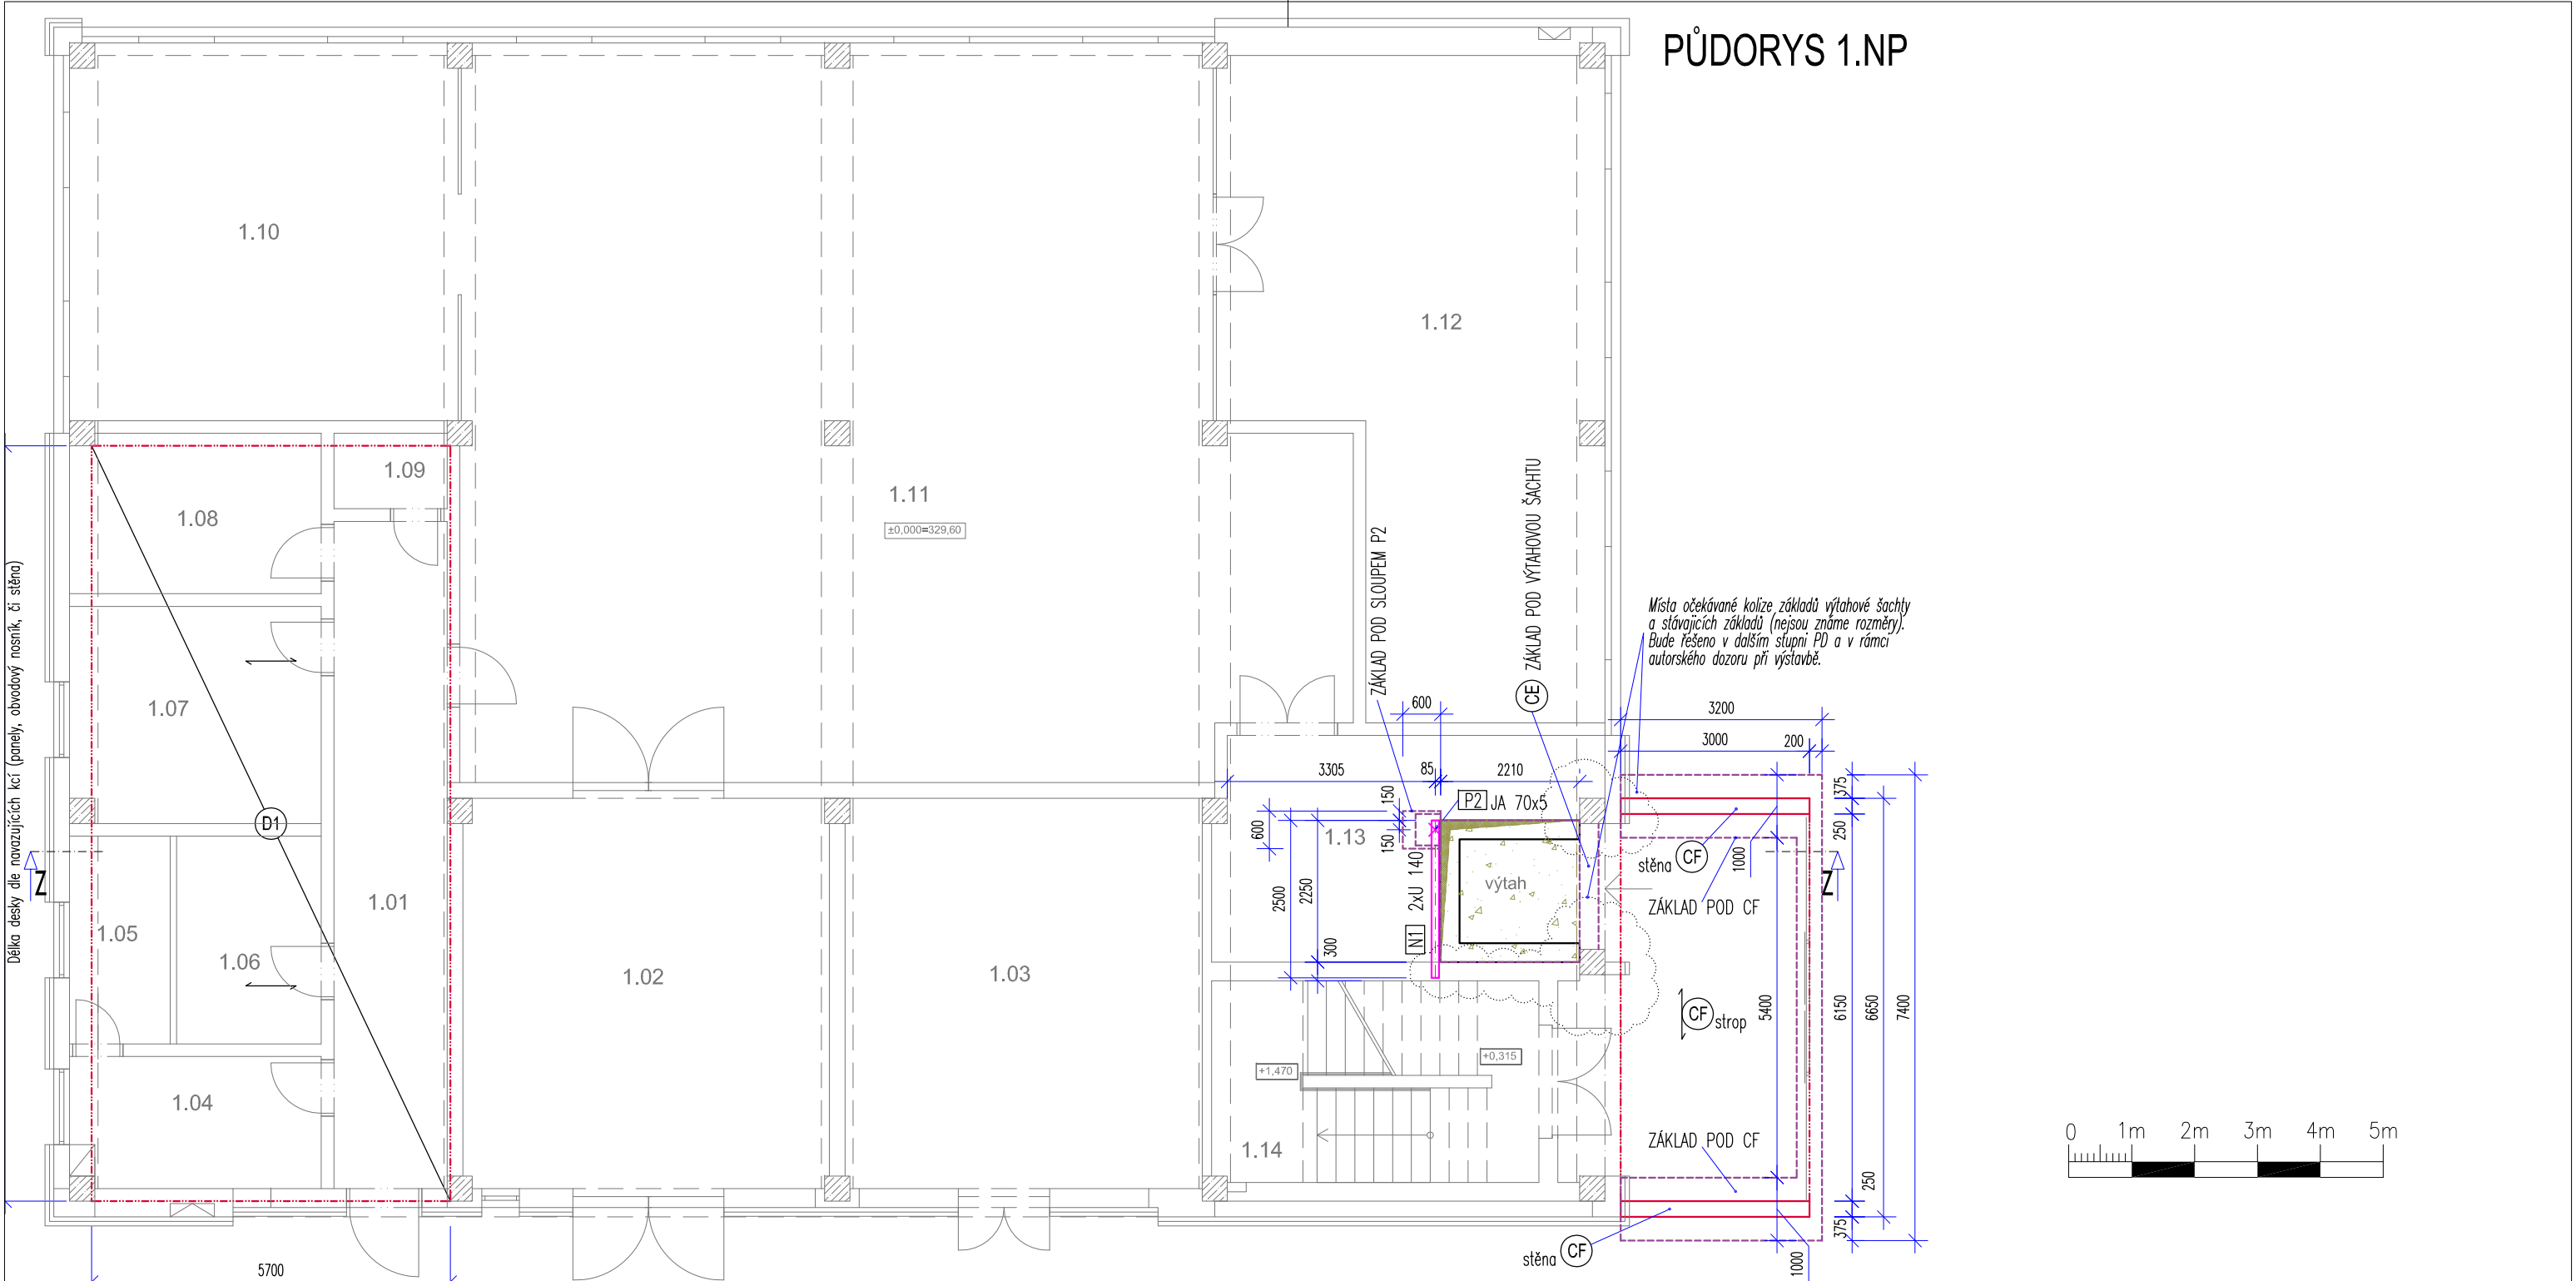 PŮDORYS 1.NP
1.10
1.12
1.09
1.11
1.08
±0,000=329,60
ZÁKLAD POD SLOUPEM P2
ZÁKLAD POD VÝTAHOVOU ŠACHTU
CE
Místa očekávané kolize základů výtahové šachty
a stávajících základů (nejsou známe rozměry).
Bude řešeno v dalším stupni PD a v rámci
autorského dozoru při výstavbě.
Délka desky dle navazujících kcí (panely, obvodový nosník, či stěna)
1.07
600
3200
3000
200
3305
85
2210
150
600
150
P2 JA 70x5
375
250
D1
1.13
2500
2250
300
N1 2xU 140
výtah
stěna CF
1000
Z
Z
ZÁKLAD POD CF
1.01
1.05
1.06
1.02
1.03
CF strop
5400
6150
6650
7400
+0,315
+1,470
1.04
1.14
ZÁKLAD POD CF
250
375
1000
stěna CF
5700
0 1m 2m 3m 4m 5m